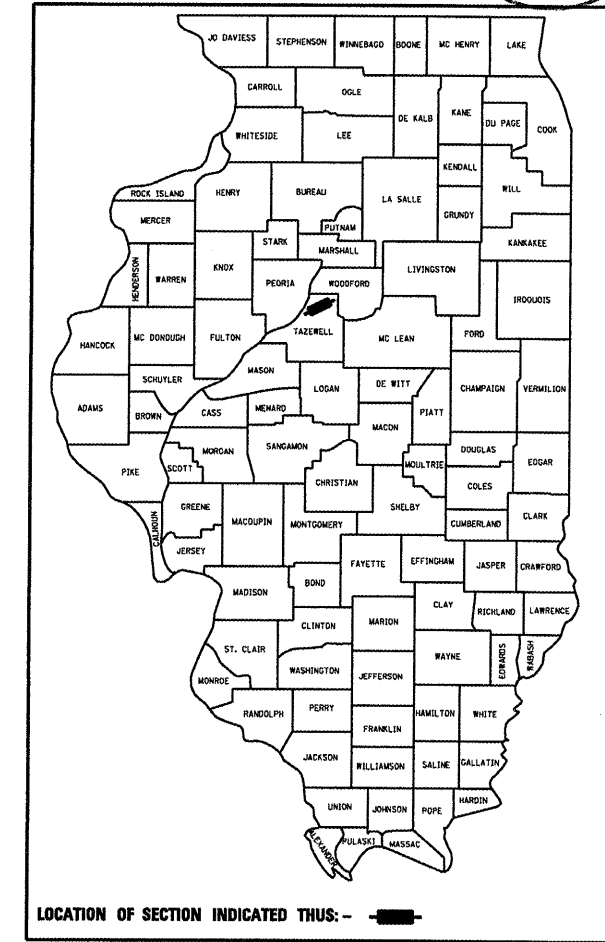 JO DAVIESS STEPHENSON WINNEBAGO BOONE MC HENRY LAKE
CARROLL OGLE DE KALB KANE DU PAGE COOK
WHITESIDE LEE
KENDALL WILL
ROCK ISLAND HENRY BUREAU LA SALLE GRUNDY
MERCER PUTNAM
STARK MARSHALL KANKAKEE
HENDERSON WARREN KNOX PEORIA WOODFORD LIVINGSTON IROQUOIS
TAZEWELL FORD
HANCOCK MC DONOUGH FULTON MC LEAN
MASON
SCHUYLER LOGAN DE WITT CHAMPAIGN VERMILION
ADAMS BROWN CASS MENARD PIATT
MACON
SANGAMON DOUGLAS EDGAR
PIKE SCOTT MORGAN MOULTRIE
CHRISTIAN COLES
GREENE SHELBY
CALHOUN MACOUPIN MONTGOMERY CUMBERLAND CLARK
JERSEY
FAYETTE EFFINGHAM JASPER CRAWFORD
BOND
MADISON CLAY RICHLAND LAWRENCE
CLINTON MARION
ST. CLAIR WAYNE EDWARDS WABASH
WASHINGTON JEFFERSON
MONROE
RANDOLPH PERRY HAMILTON WHITE
FRANKLIN
JACKSON WILLIAMSON SALINE GALLATIN
UNION JOHNSON POPE HARDIN
ALEXANDER PULASKI MASSAC
LOCATION OF SECTION INDICATED THUS: –